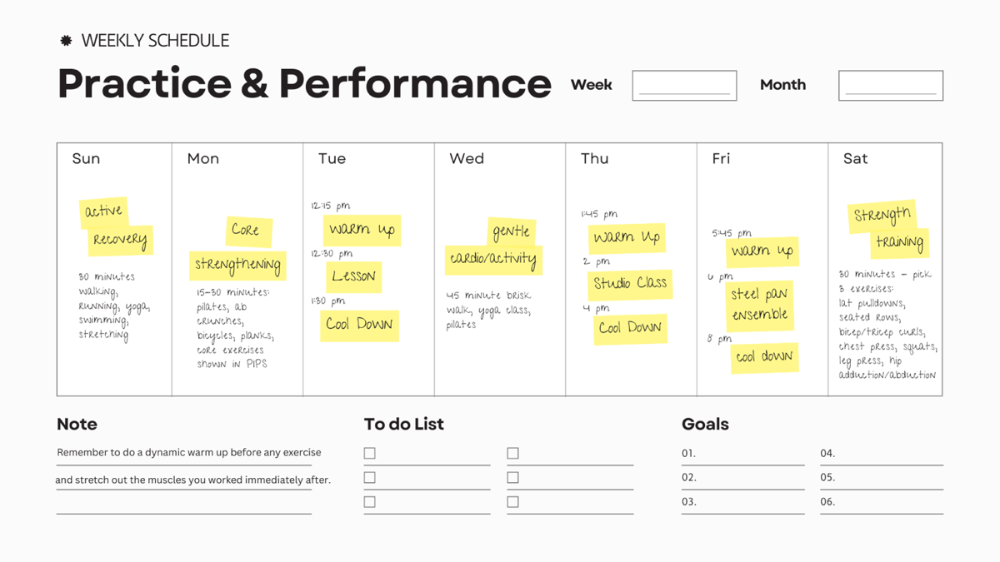 WEEKLY SCHEDULE
Practice & Performance
Week
Month
Sun
active
Recovery
30 minutes
walking,
Running, yoga,
swimming,
stretching
Mon
Core
strengthening
15-30 minutes:
pilates, ab
crunches,
bicycles, planks,
core exercises
shown in PIPS
Tue
12:15 pm
warm up
12:30 pm
Lesson
1:30 pm
Cool Down
Wed
gentle
cardio/activity
45 minute brisk
walk, yoga class,
pilates
Thu
1:45 pm
warm up
2 pm
Studio Class
4 pm
Cool Down
Fri
5:45 pm
warm up
6 pm
steel pan
ensemble
8 pm
cool down
Sat
Strength
training
30 minutes - pick
3 exercises:
lat pulldowns,
seated rows,
bicep/tricep curls,
chest press, squats,
leg press, hip
adduction/abduction
Note
Remember to do a dynamic warm up before any exercise
and stretch out the muscles you worked immediately after.
To do List
Goals
01.
02.
03.
04.
05.
06.